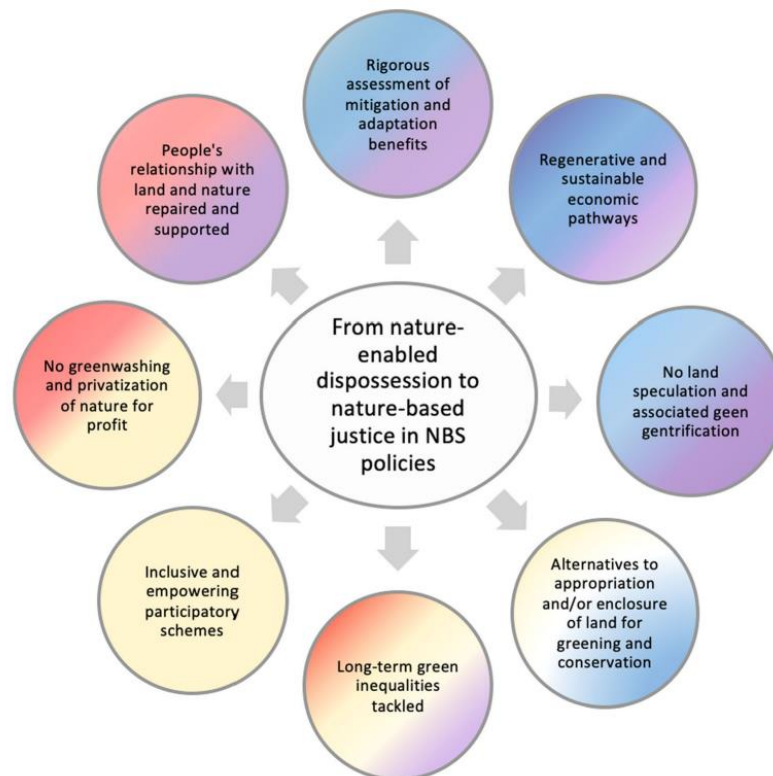 Rigorous
assessment of
mitigation and
adaptation
benefits
People's
relationship with
land and nature
repaired and
supported
Regenerative and
sustainable
economic
pathways
From nature-
enabled
dispossession to
nature-based
justice in NBS
policies
No greenwashing
and privatization
of nature for
profit
No land
speculation and
associated geen
gentrification
Inclusive and
empowering
participatory
schemes
Alternatives to
appropriation
and/or enclosure
of land for
greening and
conservation
Long-term green
inequalities
tackled